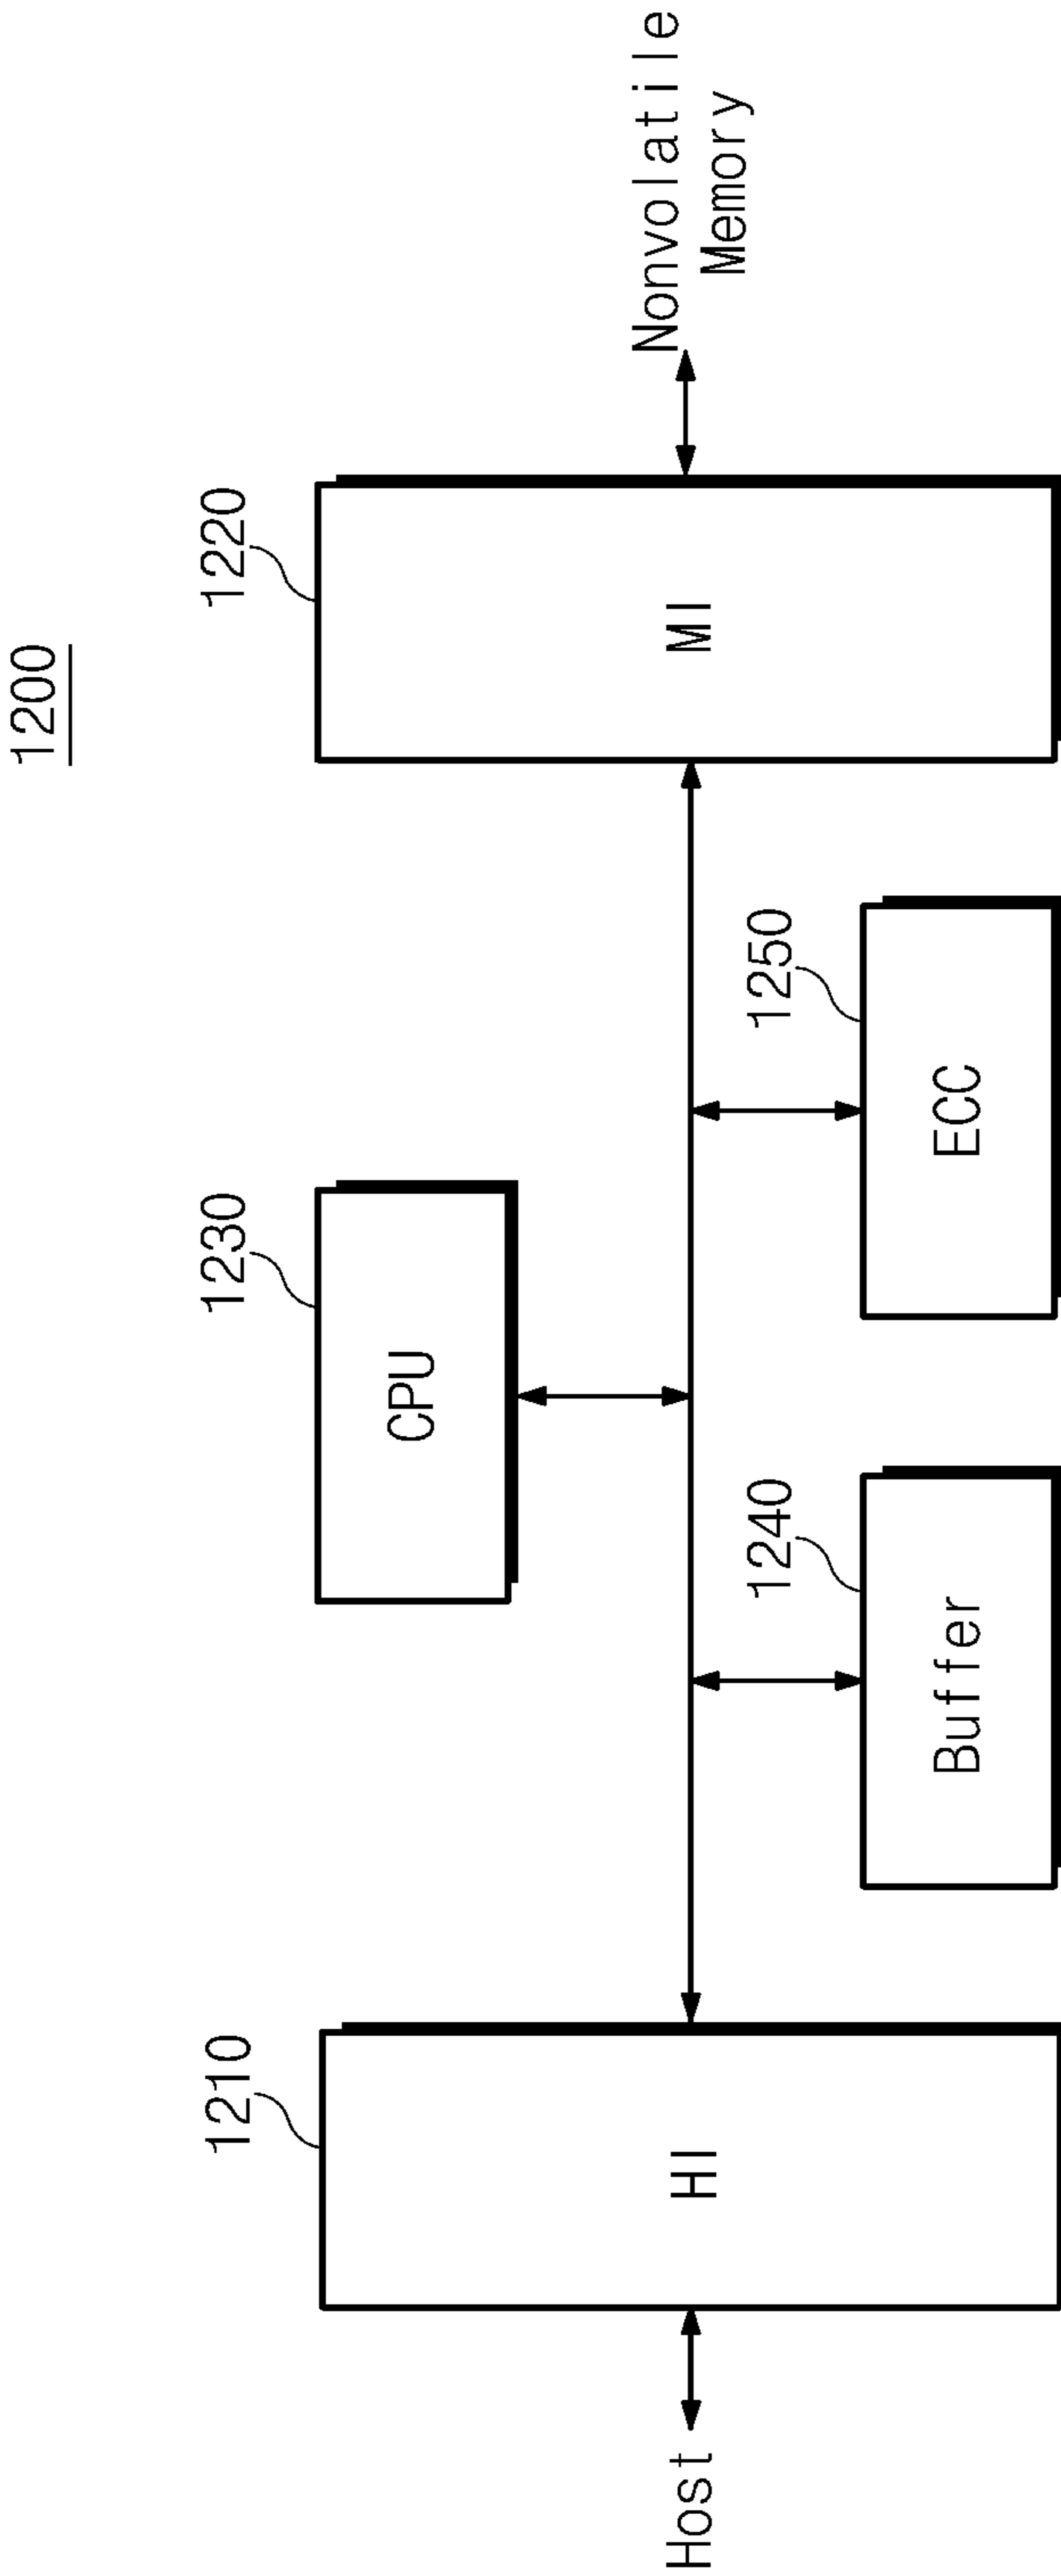 1200
1210
1230
1220
Host
HI
CPU
MI
Nonvolatile
Memory
1240
1250
Buffer
ECC